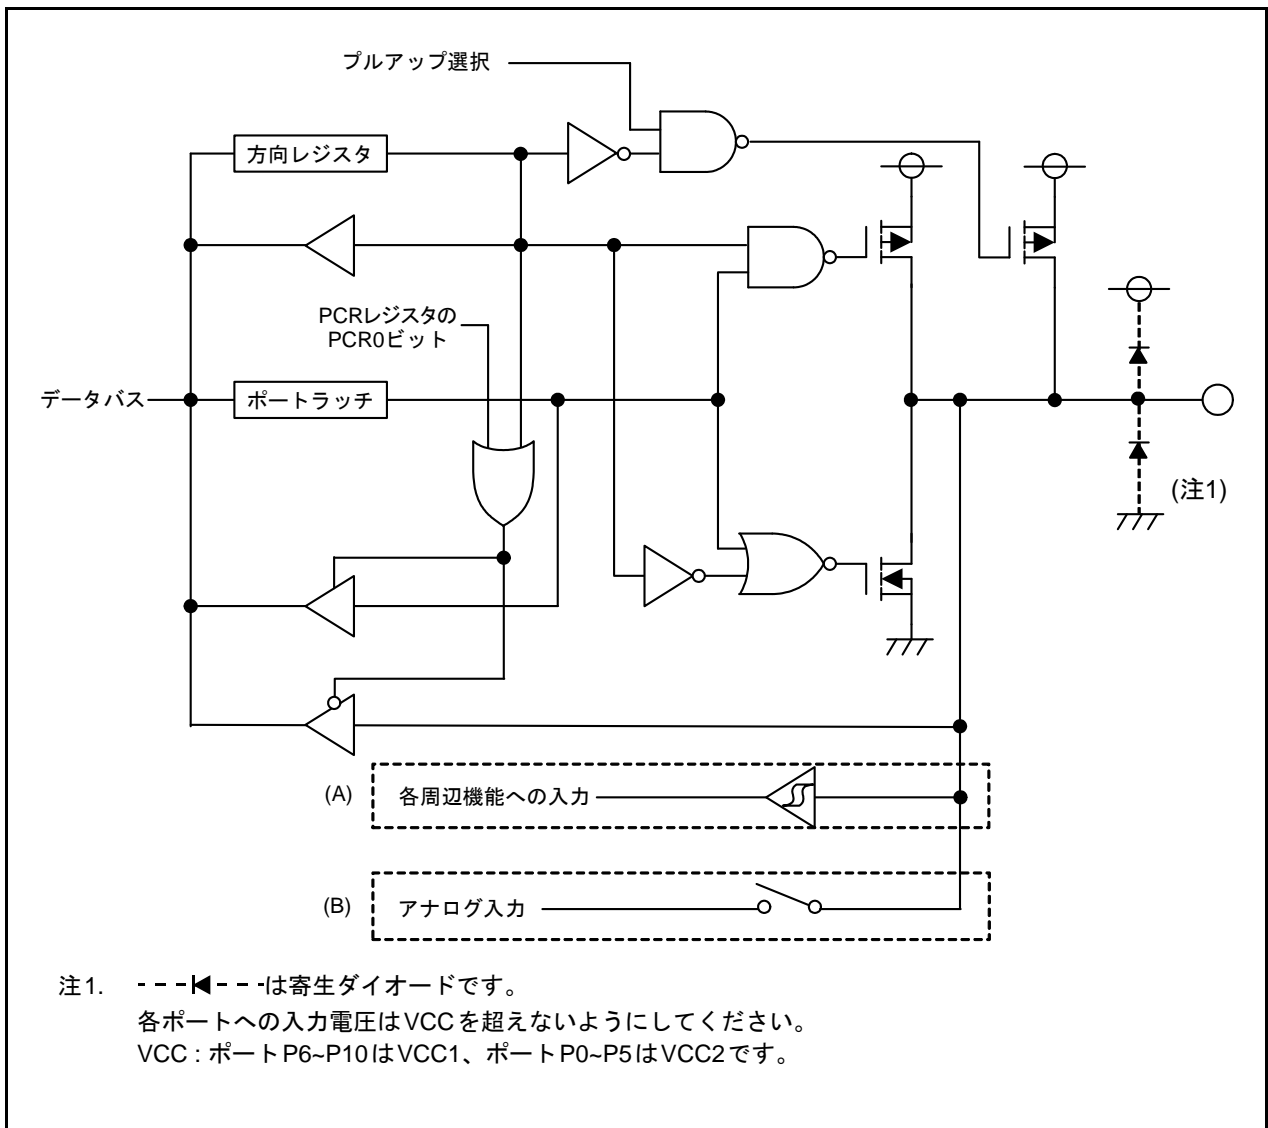 プルアップ選択
方向レジスタ
PCRレジスタの
PCR0ビット
データバス
ポートラッチ
(注1)
(A)
各周辺機能への入力
(B)
アナログ入力
注1. は寄生ダイオードです。
各ポートへの入力電圧はVCCを超えないようにしてください。
VCC : ポートP6~P10はVCC1、ポートP0~P5はVCC2です。